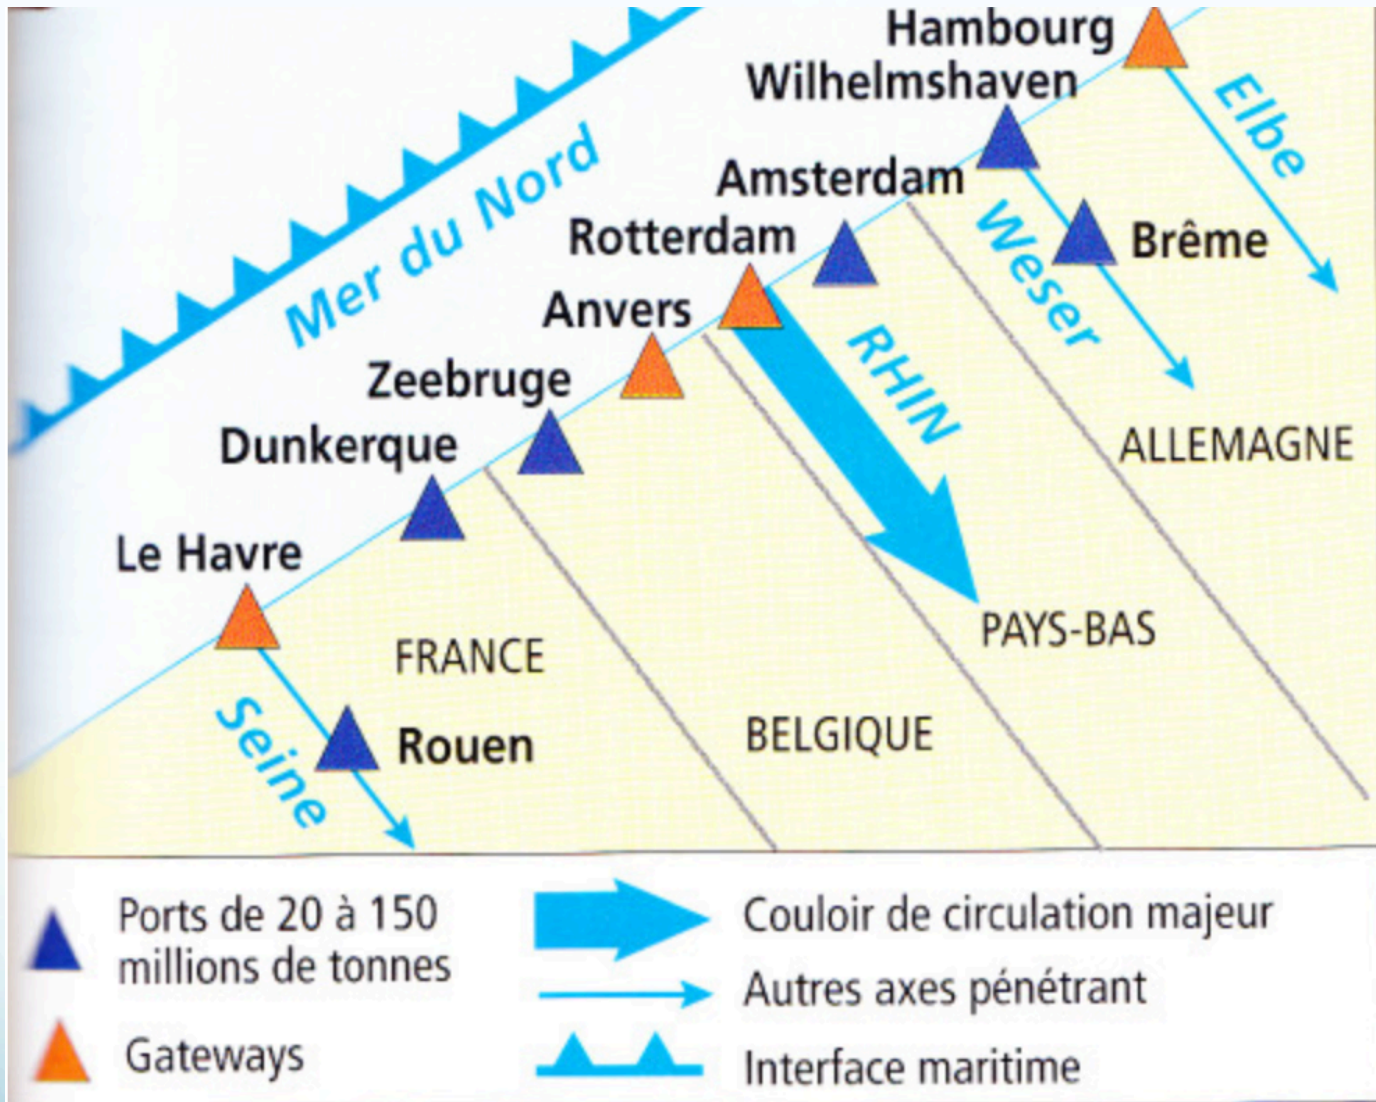 Hambourg
Wilhelmshaven
Elbe
Mer du Nord
Amsterdam
Weser
Brême
Rotterdam
Anvers
RHIN
Zeebruge
Dunkerque
ALLEMAGNE
Le Havre
PAYS-BAS
FRANCE
Seine
Rouen
BELGIQUE
Ports de 20 à 150
millions de tonnes
Gateways
Couloir de circulation majeur
Autres axes pénétrant
Interface maritime